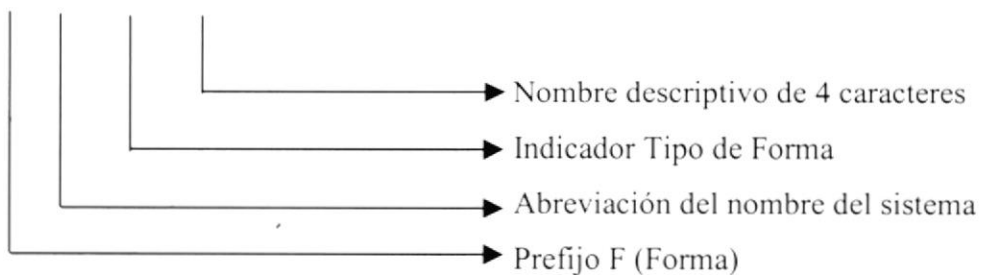 Nombre descriptivo de 4 caracteres
Indicador Tipo de Forma
Abreviación del nombre del sistema
Prefijo F (Forma)